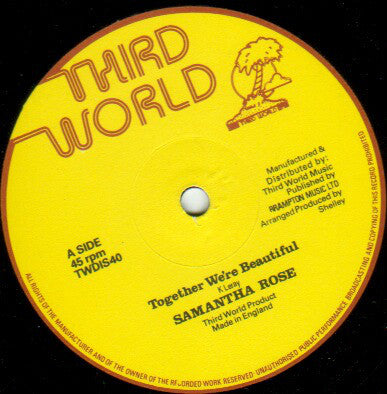 THIRD
WORLD
THIRD WORLD
Manufactured &
Distributed by:
Third World Music
Published by
BRAMPTON MUSIC LTD
Arranged Produced by
Shelley
A SIDE
45 rpm
TWDIS40
Together We're Beautiful
K Leray
SAMANTHA ROSE
Third World Product
Made in England
ALL RIGHTS OF THE MANUFACTURER AND OF THE OWNER OF THE RECORDED WORK RESERVED· UNAUTHORISED PUBLIC PERFORMANCE BROADCASTING AND COPYING OF THIS RECORD PROHIBITED